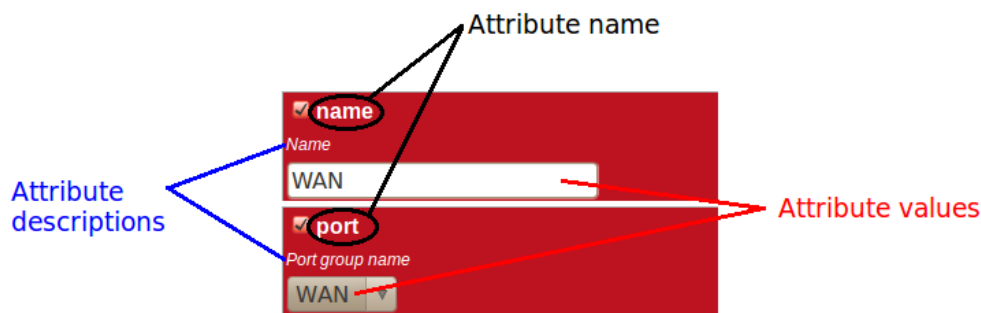 Attribute name
name
Name
WAN
Attribute
descriptions
Attribute values
port
Port group name
WAN